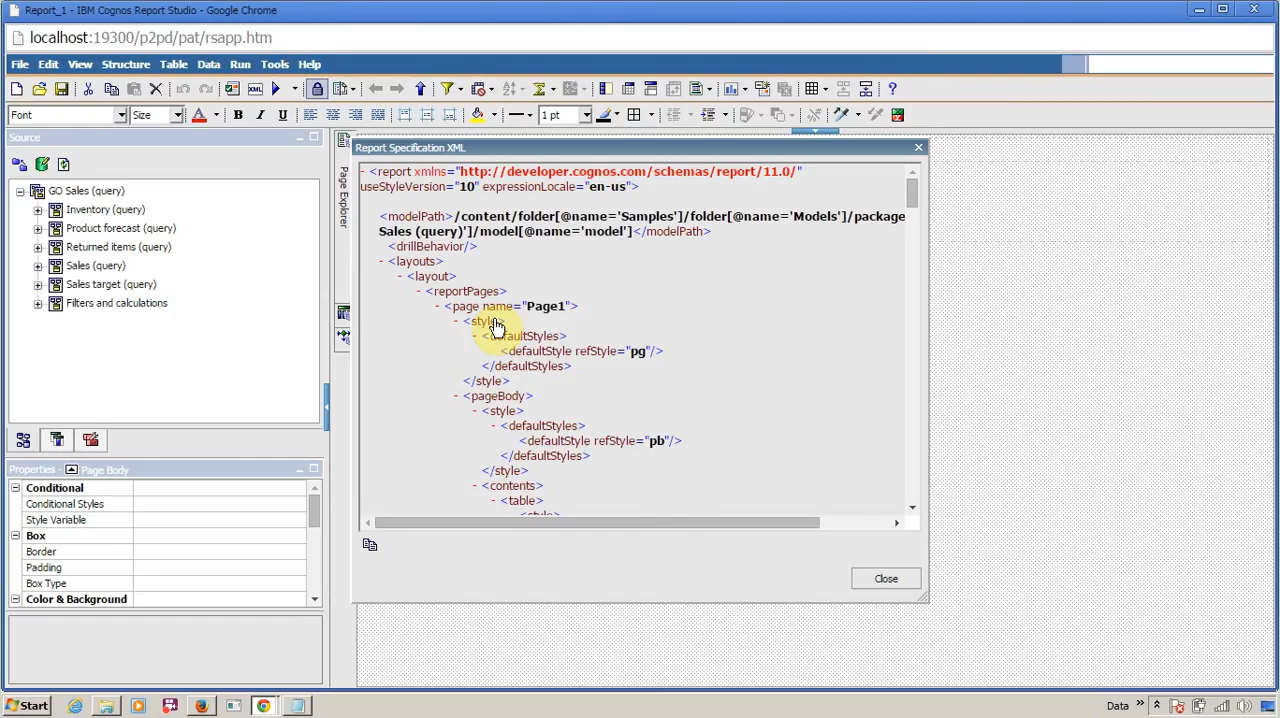 Report_1 - IBM Cognos Report Studio - Google Chrome
localhost:19300/p2pd/pat/rsapp.htm
File Edit View Structure Table Data Run Tools Help
Font Size 1 pt
Source
GO Sales (query)
Inventory (query)
Product forecast (query)
Returned items (query)
Sales (query)
Sales target (query)
Filters and calculations
Page Explorer
Report Specification XML
- <report xmlns="http://developer.cognos.com/schemas/report/11.0/"
useStyleVersion="10" expressionLocale="en-us">
<modelPath>/content/folder[@name='Samples']/folder[@name='Models']/package
Sales (query)']/model[@name='model']</modelPath>
<drillBehavior/>
- <layouts>
- <layout>
- <reportPages>
- <page name="Page1">
- <style>
- <defaultStyles>
<defaultStyle refStyle="pg"/>
</defaultStyles>
</style>
- <pageBody>
- <style>
- <defaultStyles>
<defaultStyle refStyle="pb"/>
</defaultStyles>
</style>
- <contents>
- <table>
Close
Properties - Page Body
Conditional
Conditional Styles
Style Variable
Box
Border
Padding
Box Type
Color & Background
Start
Data